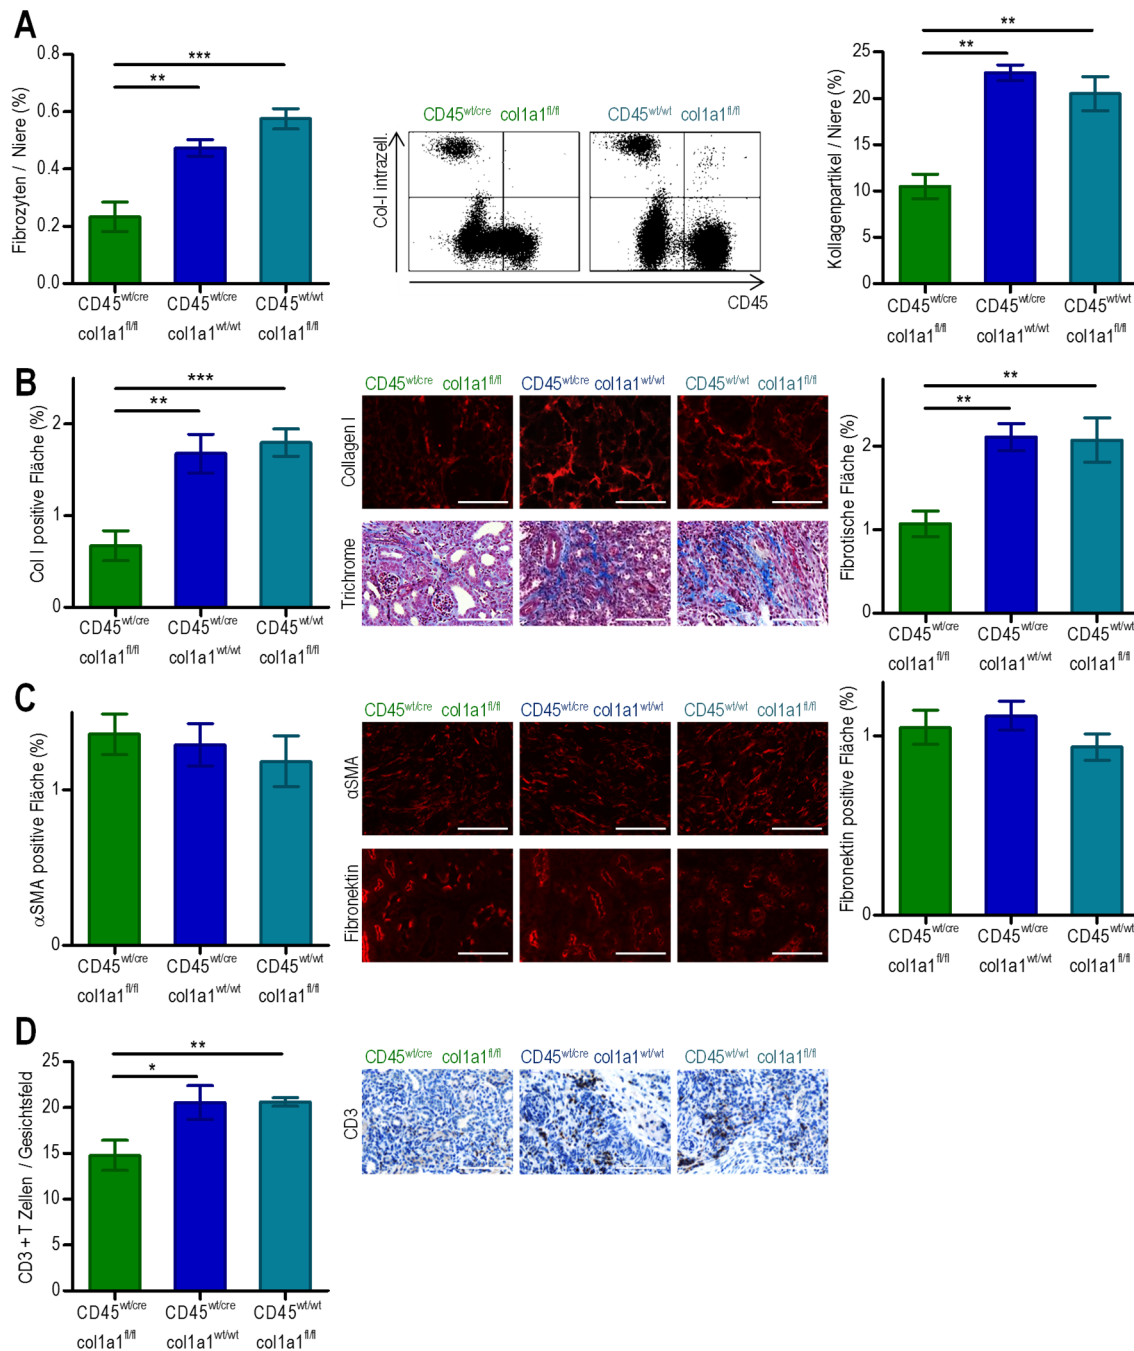 A
Fibrozyten / Niere (%)
0.8
0.6
0.4
0.2
0.0
***
**
CD45wt/cre
col1a1fl/fl
CD45wt/cre
col1a1wt/wt
CD45wt/wt
col1a1fl/fl
CD45wt/cre col1a1fl/fl
CD45wt/wt col1a1fl/fl
Col-I intrazell.
CD45
Kollagenpartikel / Niere (%)
25
20
15
10
5
0
**
**
CD45wt/cre
col1a1fl/fl
CD45wt/cre
col1a1wt/wt
CD45wt/wt
col1a1fl/fl
B
Col I positive Fläche (%)
2
1
0
***
**
CD45wt/cre
col1a1fl/fl
CD45wt/cre
col1a1wt/wt
CD45wt/wt
col1a1fl/fl
CD45wt/cre col1a1fl/fl
CD45wt/cre col1a1wt/wt
CD45wt/wt col1a1fl/fl
Collagen I
Trichrome
Fibrotische Fläche (%)
2
1
0
**
**
CD45wt/cre
col1a1fl/fl
CD45wt/cre
col1a1wt/wt
CD45wt/wt
col1a1fl/fl
C
αSMA positive Fläche (%)
1
0
CD45wt/cre
col1a1fl/fl
CD45wt/cre
col1a1wt/wt
CD45wt/wt
col1a1fl/fl
CD45wt/cre col1a1fl/fl
CD45wt/cre col1a1wt/wt
CD45wt/wt col1a1fl/fl
αSMA
Fibronektin
Fibronektin positive Fläche (%)
1
0
CD45wt/cre
col1a1fl/fl
CD45wt/cre
col1a1wt/wt
CD45wt/wt
col1a1fl/fl
D
CD3 + T Zellen / Gesichtsfeld
25
20
15
10
5
0
**
*
CD45wt/cre
col1a1fl/fl
CD45wt/cre
col1a1wt/wt
CD45wt/wt
col1a1fl/fl
CD45wt/cre col1a1fl/fl
CD45wt/cre col1a1wt/wt
CD45wt/wt col1a1fl/fl
CD3